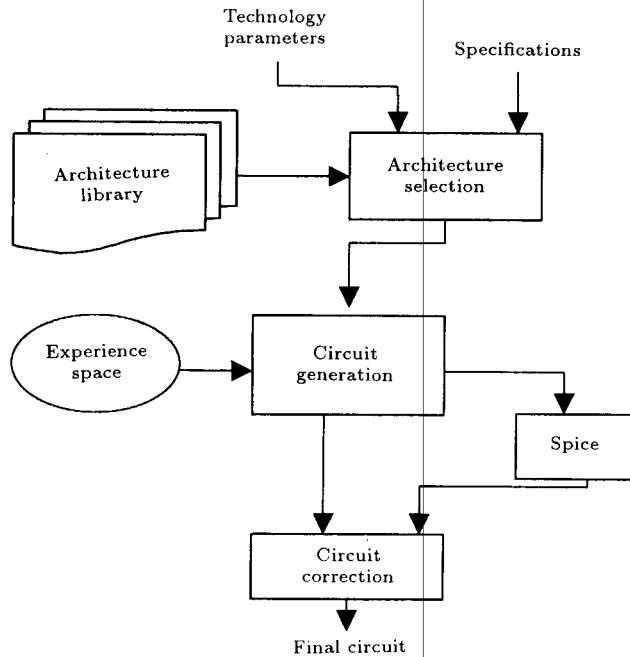 Technology
parameters
Specifications
Architecture
library
Architecture
selection
Experience
space
Circuit
generation
Spice
Circuit
correction
Final circuit